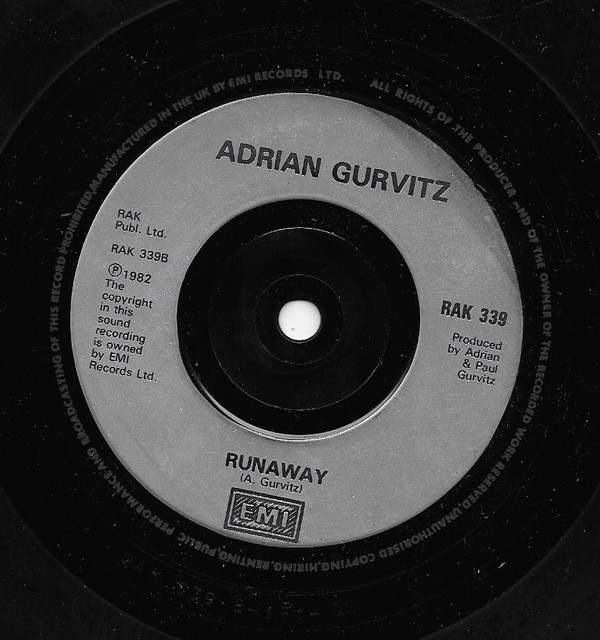 MANUFACTURED IN THE UK BY EMI RECORDS LTD. ALL RIGHTS OF THE PRODUCER AND OF THE OWNER OF THE RECORDED WORK RESERVED. UNAUTHORISED COPYING, HIRING, RENTING, PUBLIC PERFORMANCE AND BROADCASTING OF THIS RECORD PROHIBITED.
ADRIAN GURVITZ
RAK
Publ. Ltd.
RAK 339B
Ⓟ1982
The
copyright
in this
sound
recording
is owned
by EMI
Records Ltd.
RAK 339
Produced
by Adrian
& Paul
Gurvitz
RUNAWAY
(A. Gurvitz)
EMI